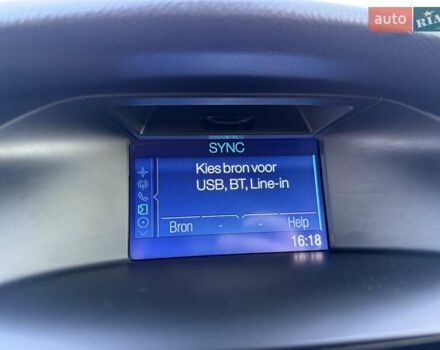 auto RIA
SYNC
Kies bron voor
USB, BT, Line-in
Bron - - Help
16:18